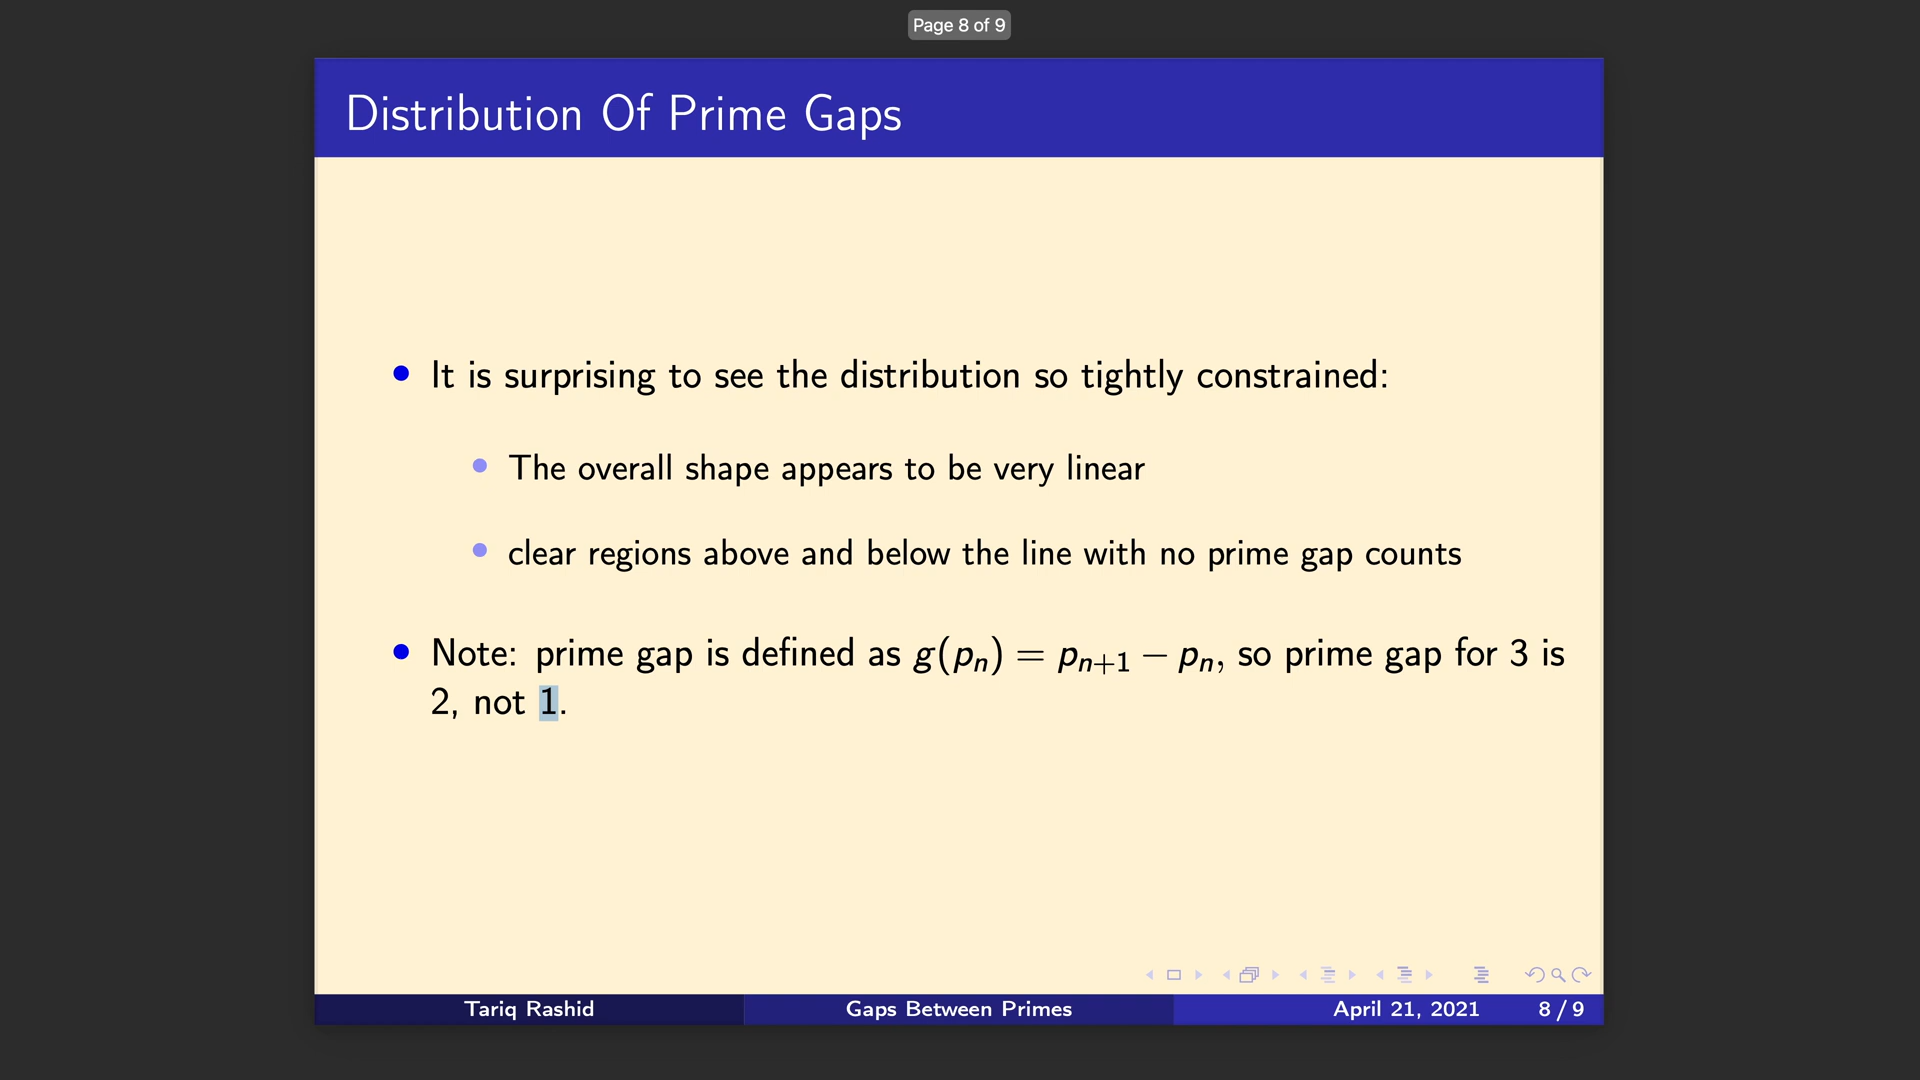 Page 8 of 9
Distribution Of Prime Gaps
It is surprising to see the distribution so tightly constrained:
The overall shape appears to be very linear
clear regions above and below the line with no prime gap counts
Note: prime gap is defined as g(pₙ) = pₙ₊₁ − pₙ, so prime gap for 3 is
2, not 1.
Tariq Rashid Gaps Between Primes April 21, 2021 8 / 9